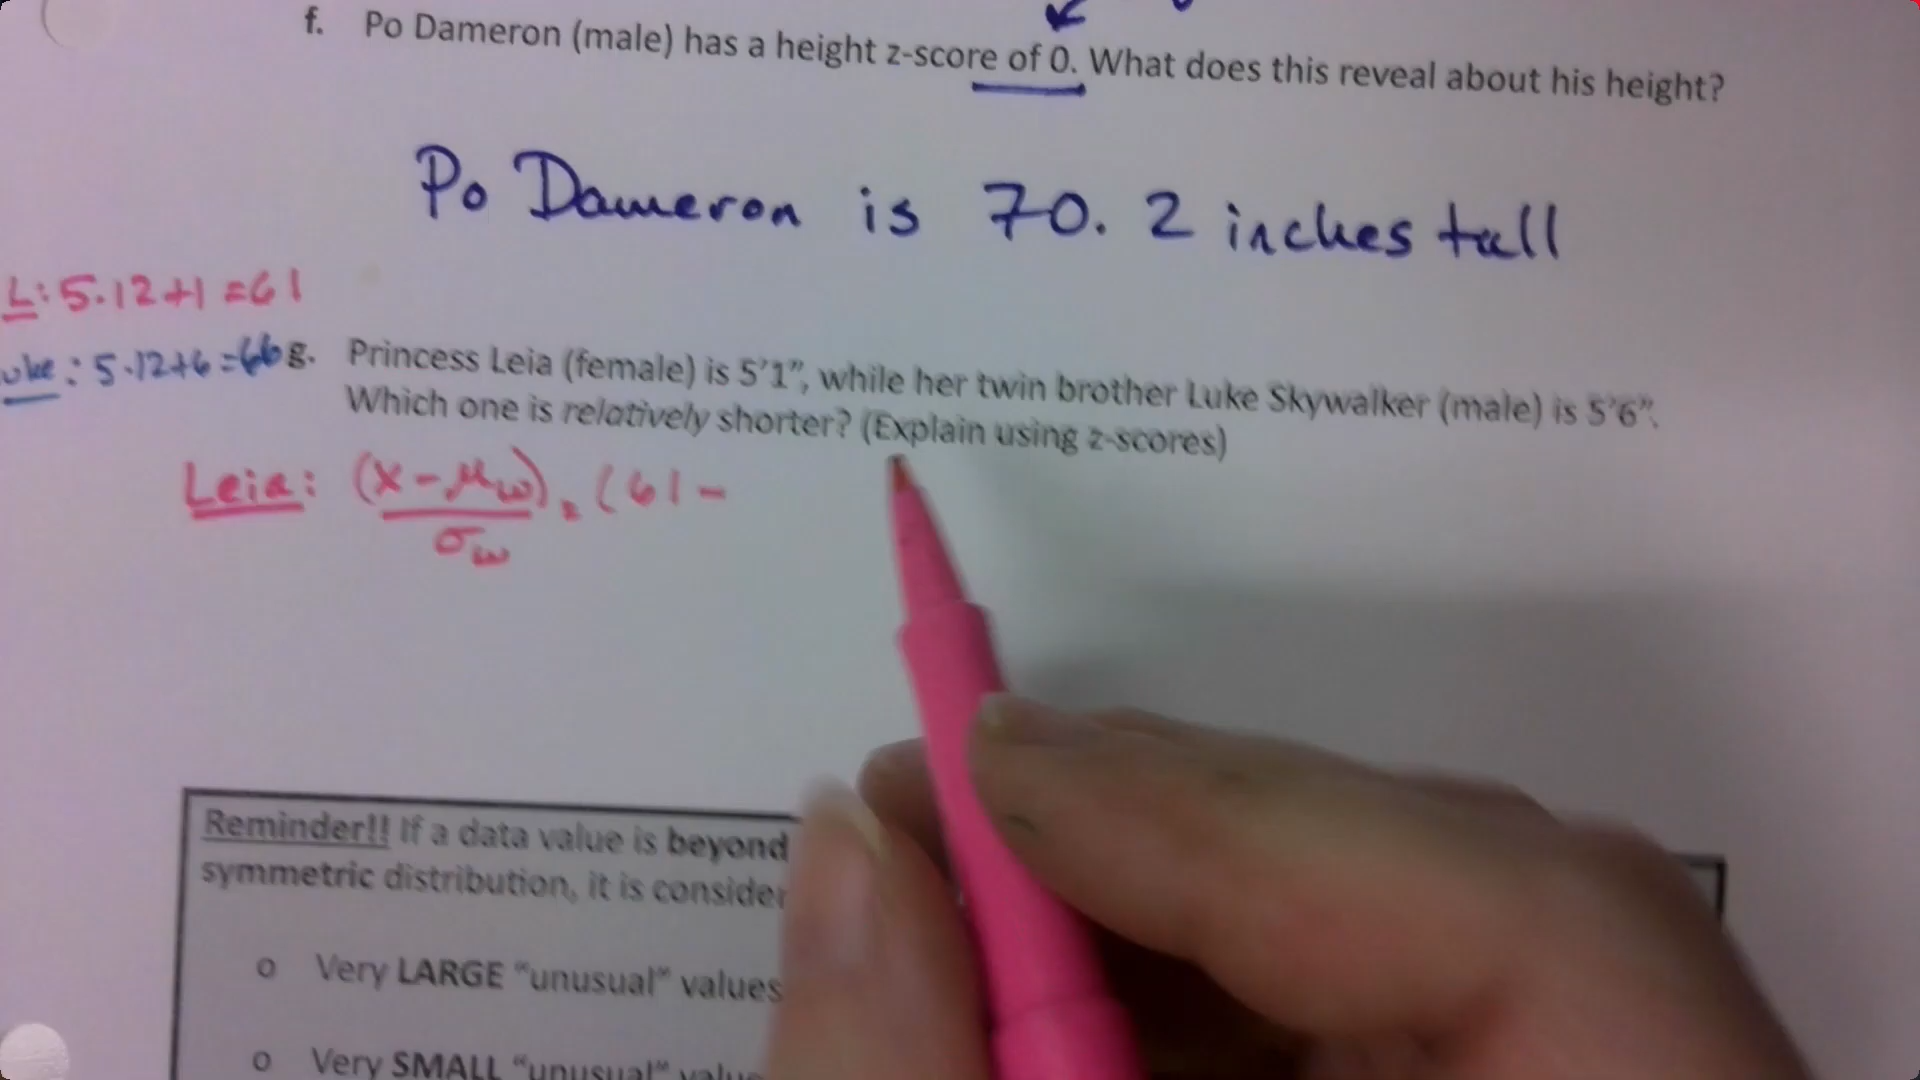 f. Po Dameron (male) has a height z-score of 0. What does this reveal about his height?
Po Dameron is 70.2 inches tall
L: 5·12+1=61
uke: 5·12+6=66
g. Princess Leia (female) is 5’1”, while her twin brother Luke Skywalker (male) is 5’6”.
Which one is relatively shorter? (Explain using z-scores)
Leia: (x-μw) = (61-
σw
Reminder!! If a data value is beyond
symmetric distribution, it is consider
o Very LARGE “unusual” values
o Very SMALL “unusual” value